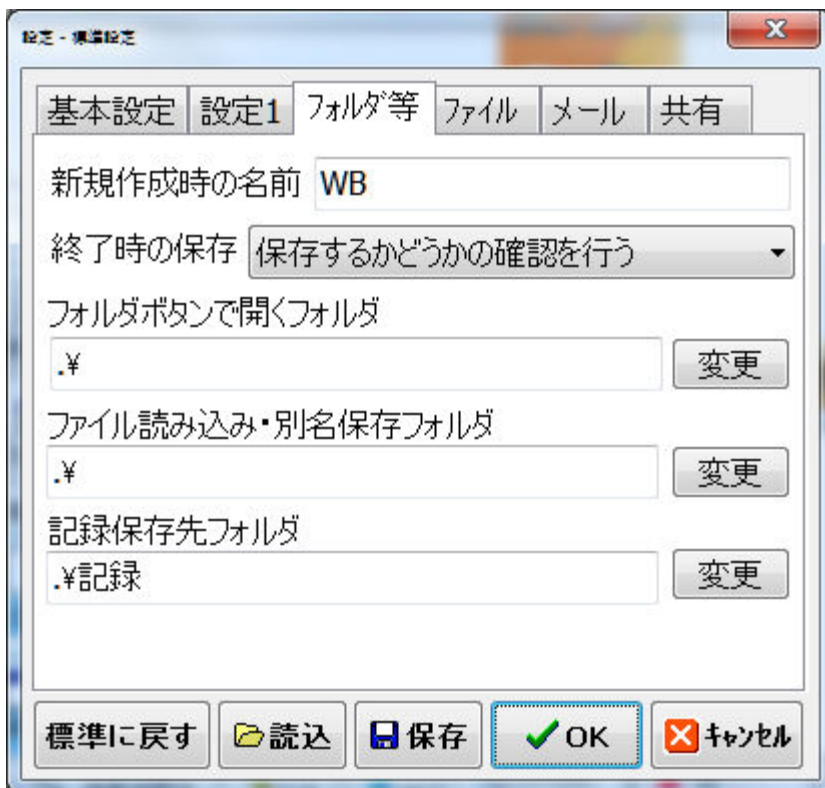 設定 - 標準設定
基本設定 設定1 フォルダ等 ファイル メール 共有
新規作成時の名前 WB
終了時の保存 保存するかどうかの確認を行う
フォルダボタンで開くフォルダ
.¥ 変更
ファイル読み込み・別名保存フォルダ
.¥ 変更
記録保存先フォルダ
.¥記録 変更
標準に戻す 読込 保存 OK キャンセル